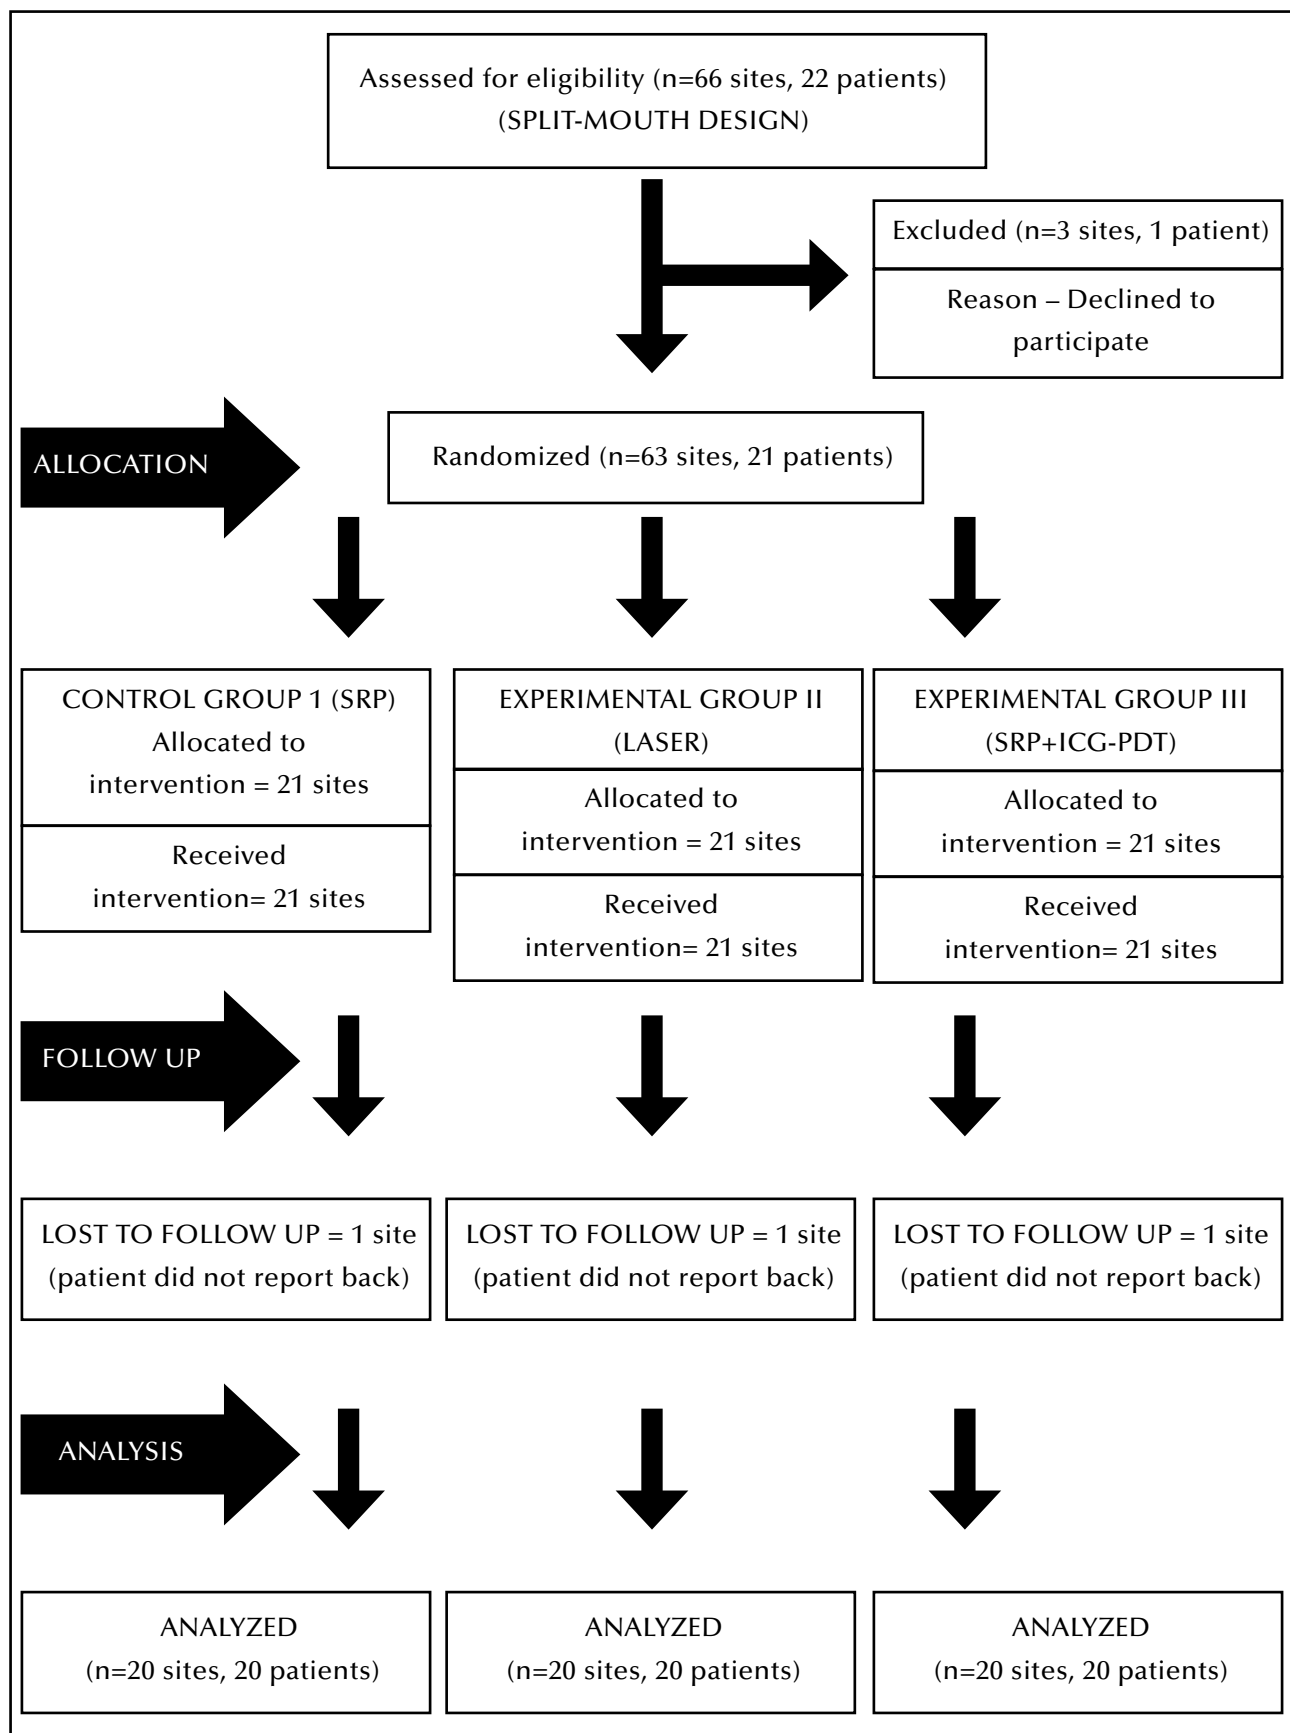 Assessed for eligibility (n=66 sites, 22 patients)
(SPLIT-MOUTH DESIGN)
Excluded (n=3 sites, 1 patient)
Reason – Declined to
participate
ALLOCATION
Randomized (n=63 sites, 21 patients)
CONTROL GROUP 1 (SRP)
Allocated to
intervention = 21 sites
Received
intervention= 21 sites
EXPERIMENTAL GROUP II
(LASER)
Allocated to
intervention = 21 sites
Received
intervention= 21 sites
EXPERIMENTAL GROUP III
(SRP+ICG-PDT)
Allocated to
intervention = 21 sites
Received
intervention= 21 sites
FOLLOW UP
LOST TO FOLLOW UP = 1 site
(patient did not report back)
LOST TO FOLLOW UP = 1 site
(patient did not report back)
LOST TO FOLLOW UP = 1 site
(patient did not report back)
ANALYSIS
ANALYZED
(n=20 sites, 20 patients)
ANALYZED
(n=20 sites, 20 patients)
ANALYZED
(n=20 sites, 20 patients)